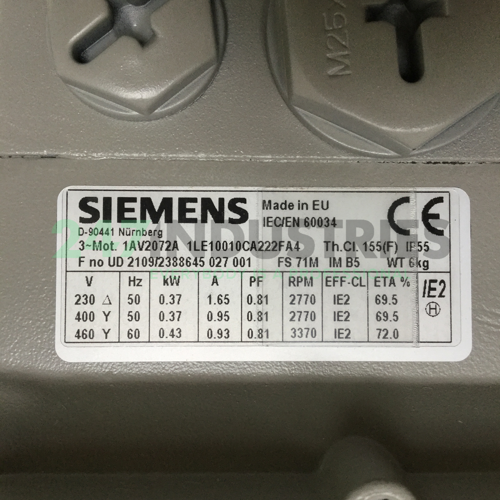 M25x
SIEMENS
Made in EU
CE
D-90441 Nürnberg
IEC/EN 60034
3~Mot. 1AV2072A 1LE10010CA222FA4 Th.Cl. 155(F) IP55
F no UD 2109/2388645 027 001 FS 71M IM B5 WT 6kg
V Hz kW A PF RPM EFF-CL ETA %
230 Δ 50 0.37 1.65 0.81 2770 IE2 69.5
400 Y 50 0.37 0.95 0.81 2770 IE2 69.5
460 Y 60 0.43 0.93 0.81 3370 IE2 72.0
IE2
H
INDUSTRIES